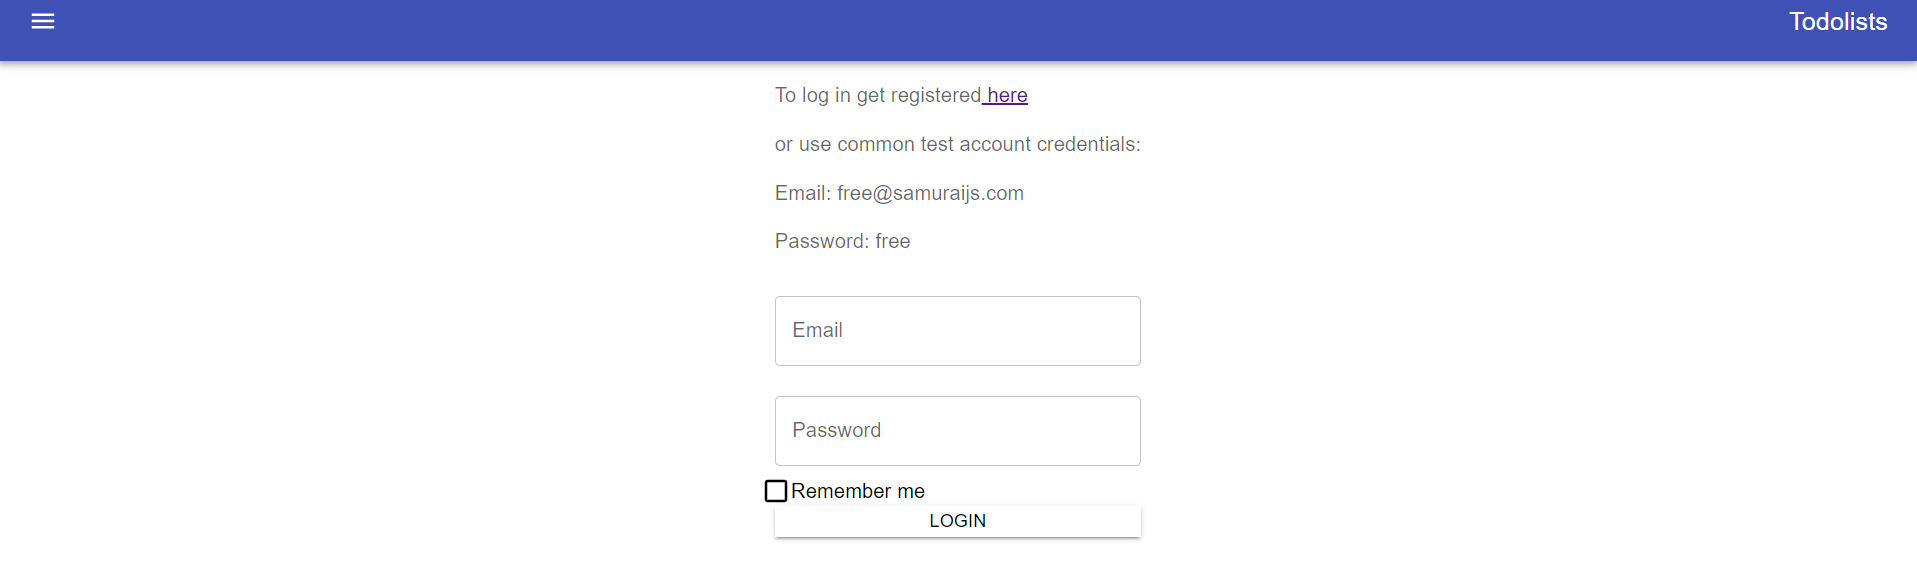 Todolists
To log in get registered here
or use common test account credentials:
Email: free@samuraijs.com
Password: free
Email
Password
Remember me
LOGIN